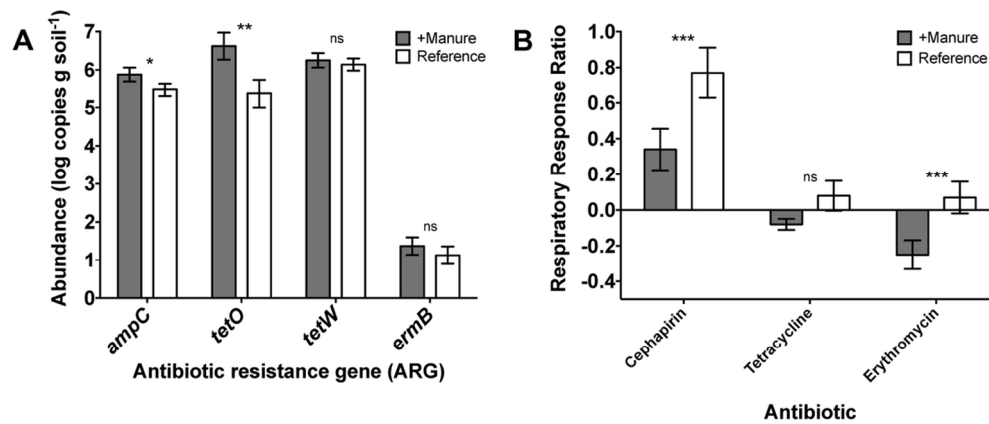 A
Abundance (log copies g soil⁻¹)
7
6
5
4
3
2
1
0
*
**
ns
ns
+Manure
Reference
ampC
tetO
tetW
ermB
Antibiotic resistance gene (ARG)
B
Respiratory Response Ratio
1.0
0.8
0.6
0.4
0.2
0.0
-0.2
-0.4
***
ns
***
+Manure
Reference
Cephapirin
Tetracycline
Erythromycin
Antibiotic